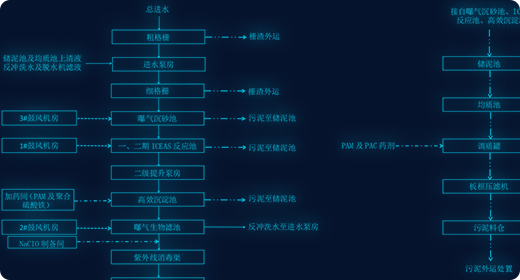 总进水
粗格栅
栅渣外运
储泥池及均质池上清液
反冲洗水及脱水机滤液
进水泵房
细格栅
栅渣外运
3#鼓风机房
曝气沉砂池
污泥至储泥池
1#鼓风机房
一、二期 ICEAS 反应池
污泥至储泥池
二级提升泵房
加药间(PAM 及聚合
硫酸铁)
高效沉淀池
污泥至储泥池
2#鼓风机房
曝气生物滤池
反冲洗水至进水泵房
NaClO 制备间
紫外线消毒渠
接自曝气沉砂池、IC
反应池、高效沉淀
储泥池
均质池
PAM 及 PAC 药剂
调质罐
板框压滤机
污泥料仓
污泥外运处置